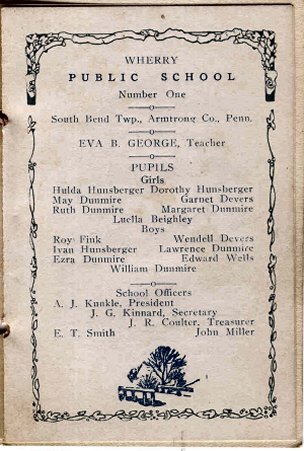 WHERRY
PUBLIC SCHOOL
Number One
South Bend Twp., Armstrong Co., Penn.
EVA B. GEORGE, Teacher
PUPILS
Girls
Hulda Hunsberger Dorothy Hunsberger
May Dunmire Garnet Devers
Ruth Dunmire Margaret Dunmire
Luella Beighley
Boys
Roy Fink Wendell Devers
Ivan Hunsberger Lawrence Dunmire
Ezra Dunmire Edward Wells
William Dunmire
School Officers
A. J. Knnkle, President
J. G. Kinnard, Secretary
J. R. Coulter, Treasurer
E. T. Smith John Miller